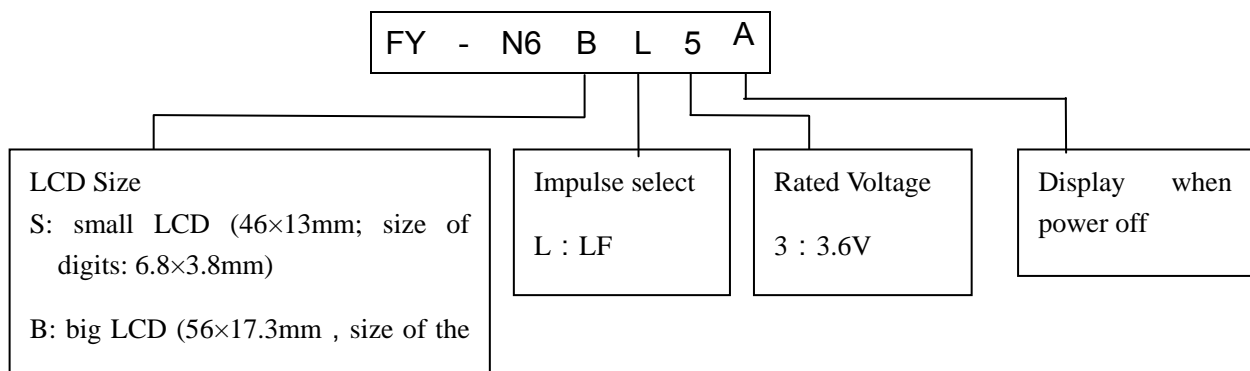 FY - N6 B L 5 A
LCD Size
S: small LCD (46×13mm; size of
digits: 6.8×3.8mm)
B: big LCD (56×17.3mm , size of the
Impulse select
L : LF
Rated Voltage
3 : 3.6V
Display when
power off